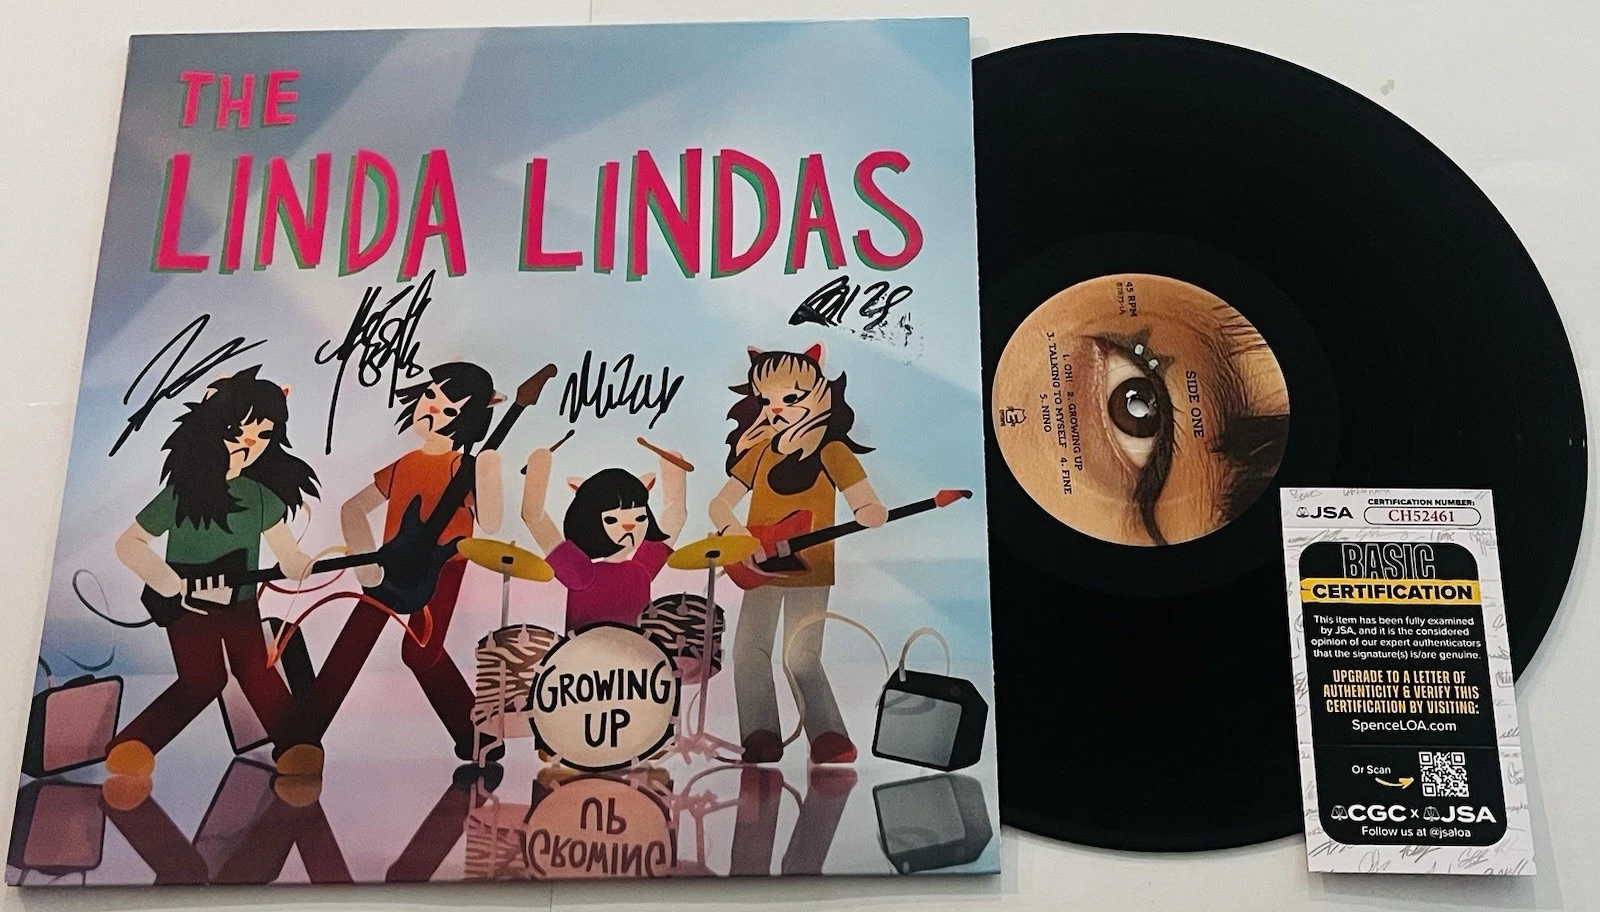 THE
LINDA LINDAS
GROWING
UP
GROWING
UP
45 RPM
SIDE ONE
1. OH! 2. GROWING UP
3. TALKING TO MYSELF 4. FINE
5. NINO
CERTIFICATION NUMBER:
JSA CH52461
BASIC
CERTIFICATION
This item has been fully examined
by JSA, and it is the considered
opinion of our expert authenticators
that the signature(s) is/are genuine.
UPGRADE TO A LETTER OF
AUTHENTICITY & VERIFY THIS
CERTIFICATION BY VISITING:
SpenceLOA.com
Or Scan
CGC x JSA
Follow us at @jsaloa